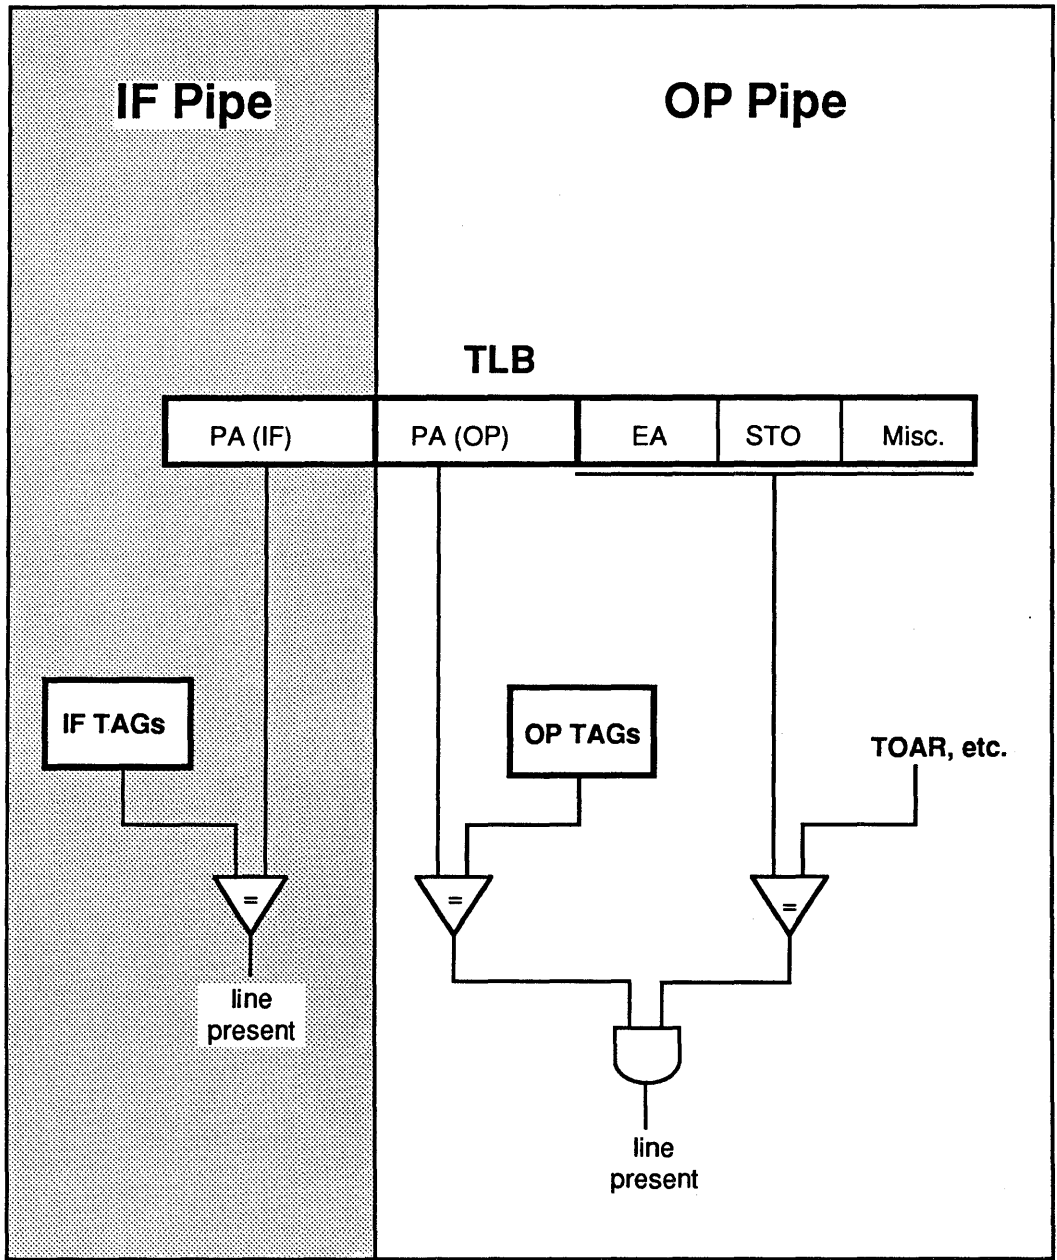 IF Pipe
OP Pipe
TLB
PA (IF)
PA (OP)
EA
STO
Misc.
IF TAGs
OP TAGs
TOAR, etc.
=
=
=
line
present
line
present